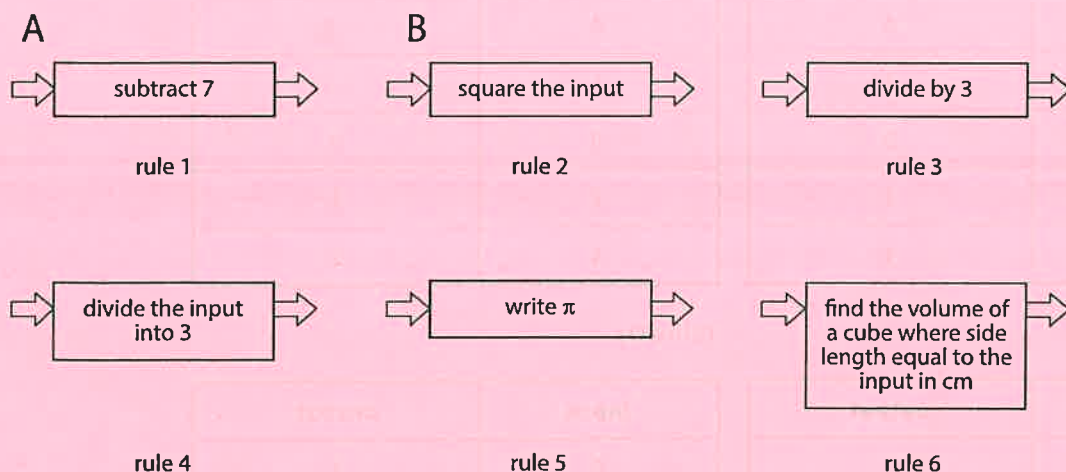 A
B
subtract 7
square the input
divide by 3
rule 1
rule 2
rule 3
divide the input
into 3
write π
find the volume of
a cube where side
length equal to the
input in cm
rule 4
rule 5
rule 6